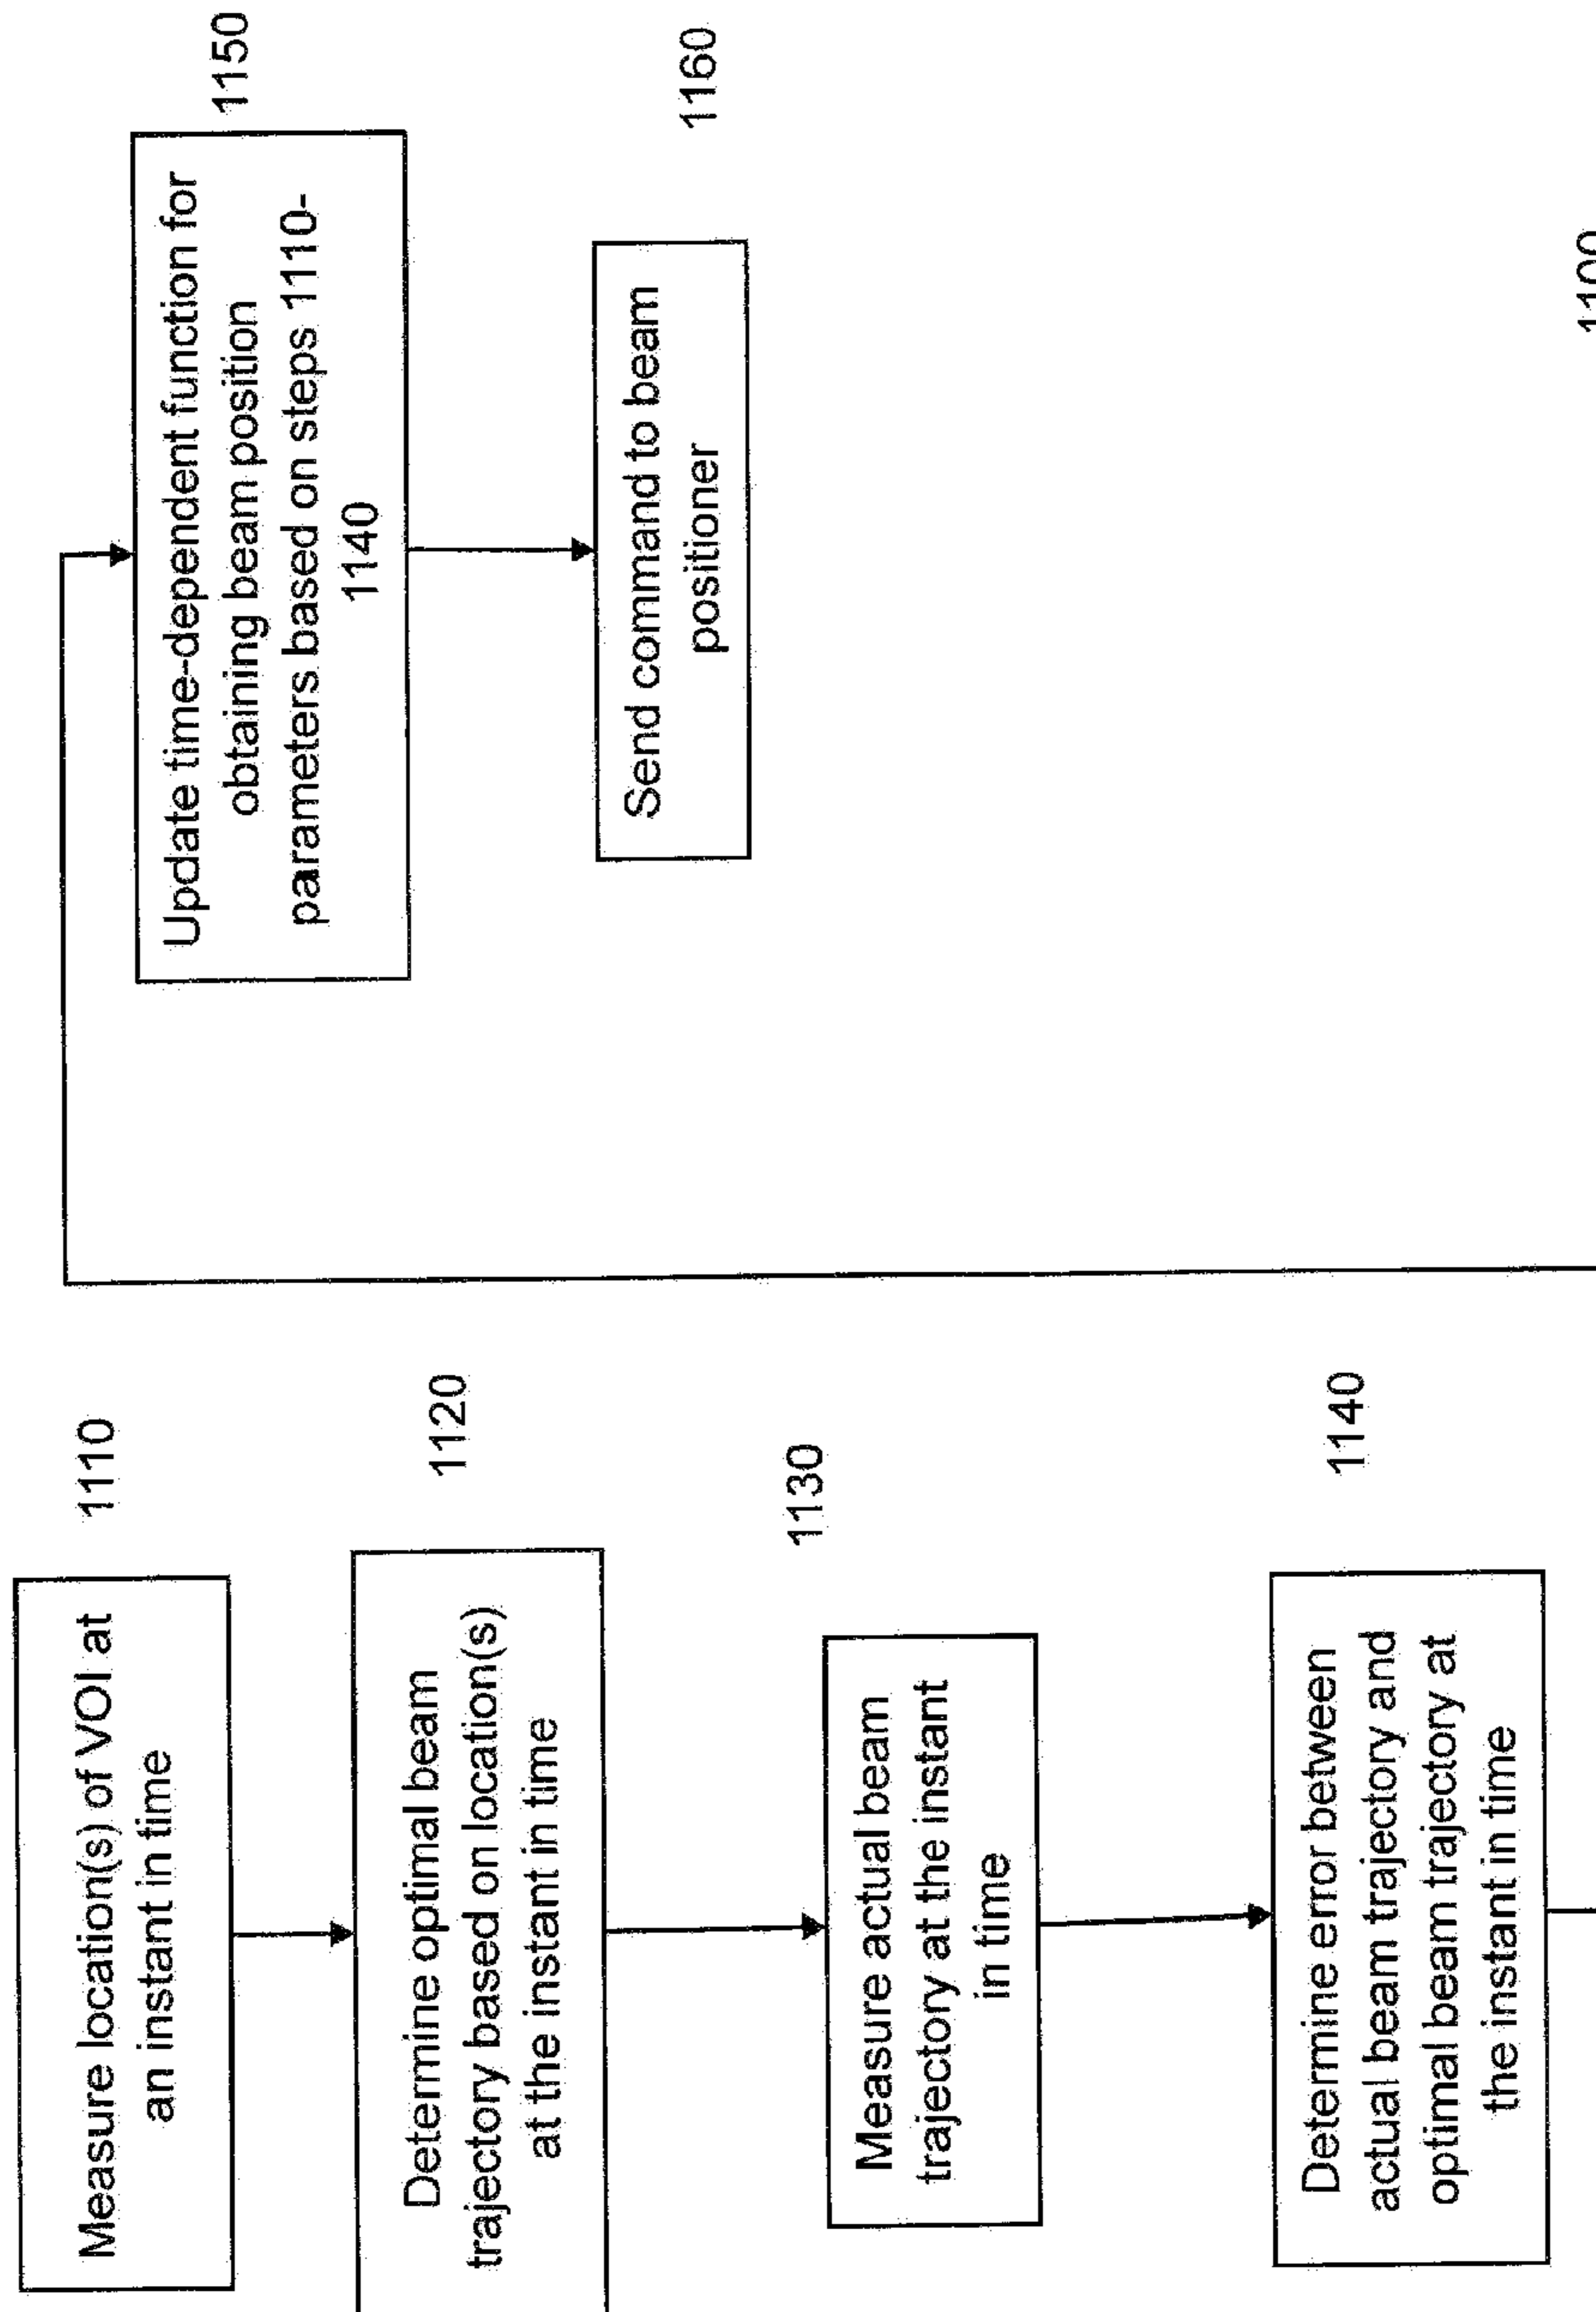 Measure location(s) of VOI at
an instant in time
1110
Determine optimal beam
trajectory based on location(s)
at the instant in time
1120
Measure actual beam
trajectory at the instant
in time
1130
Determine error between
actual beam trajectory and
optimal beam trajectory at
the instant in time
1140
Update time-dependent function for
obtaining beam position
parameters based on steps 1110-
1140
1150
Send command to beam
positioner
1160
1100